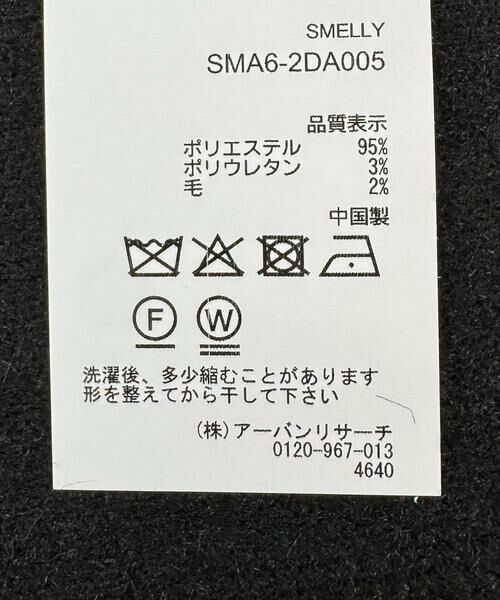 SMELLY
SMA6-2DA005
品質表示
ポリエステル 95%
ポリウレタン 3%
毛 2%
中国製
F W
洗濯後、多少縮むことがあります
形を整えてから干して下さい
(株)アーバンリサーチ
0120-967-013
4640